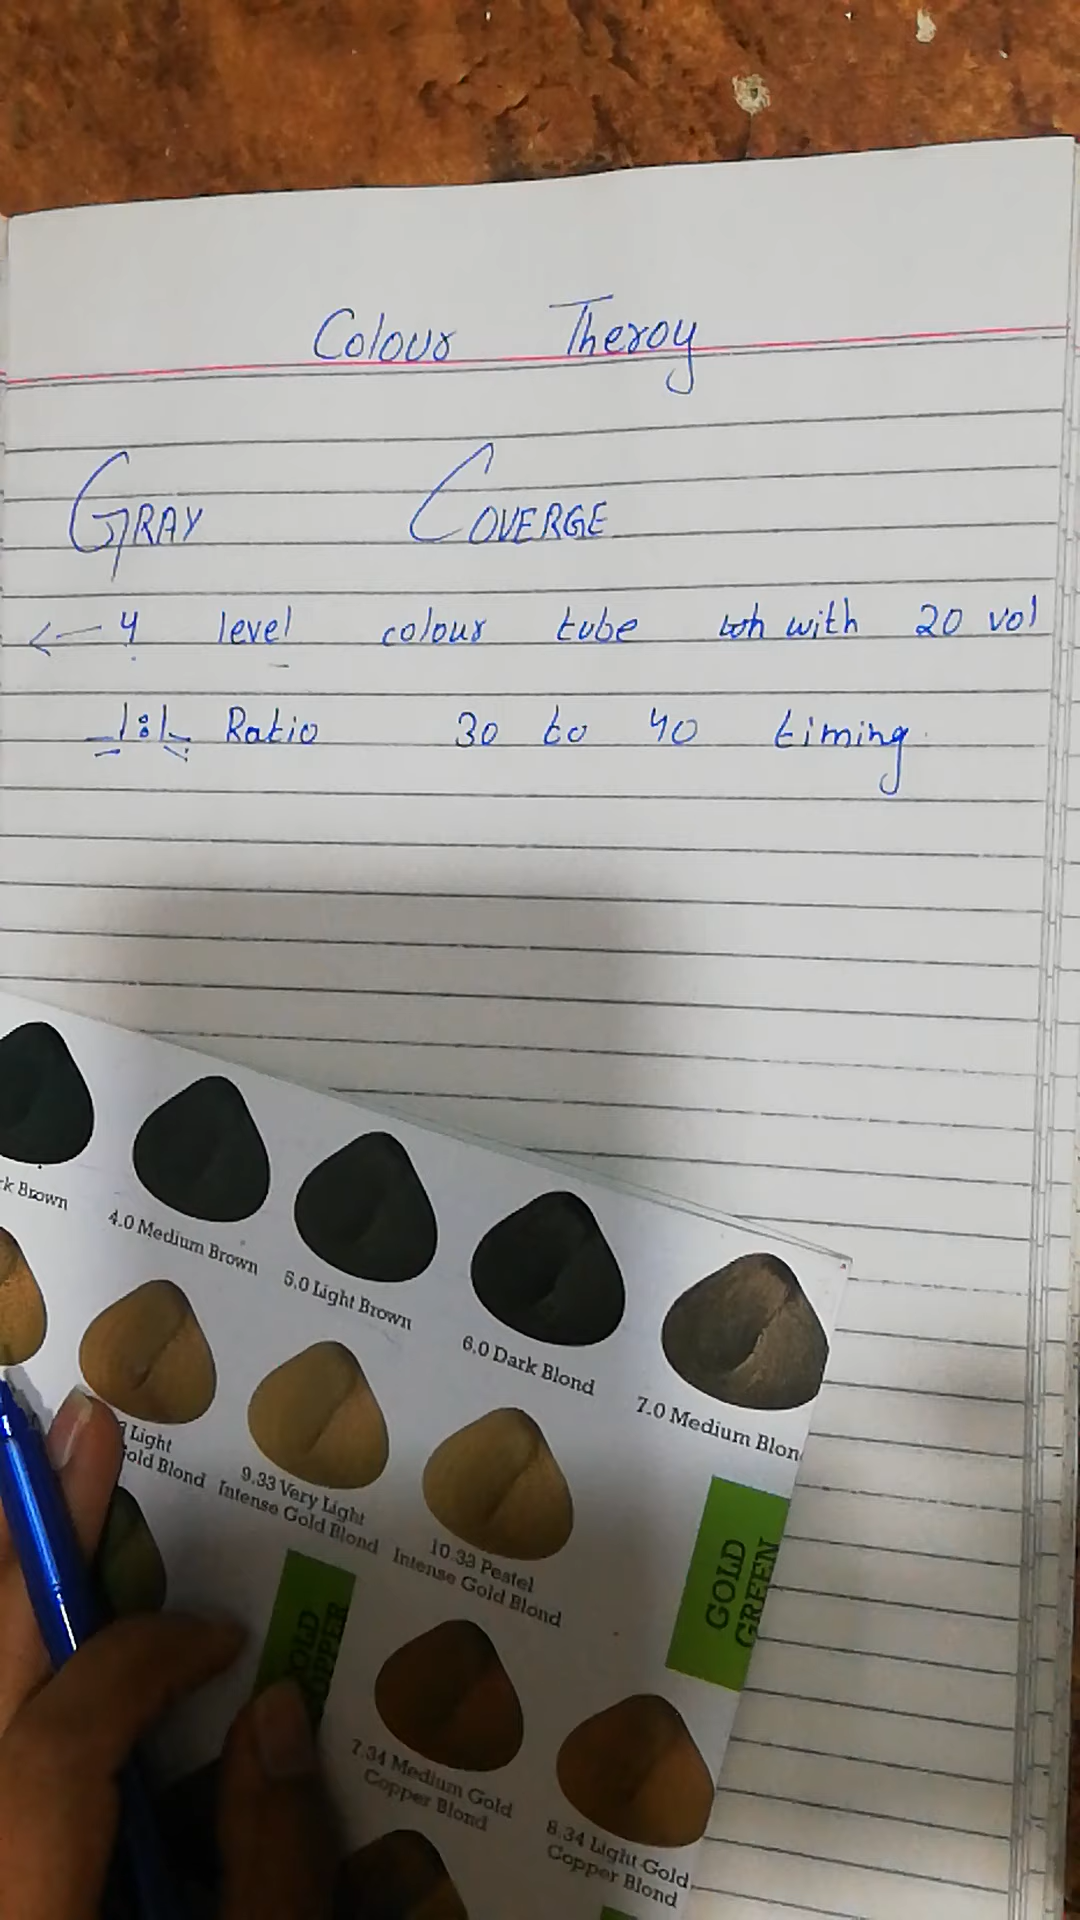 Colour Theroy
GRAY COVERGE
4 level colour tube with 20 vol
1:1 Ratio 30 to 40 timing
rk Brown
4.0 Medium Brown
5.0 Light Brown
6.0 Dark Blond
7.0 Medium Blon
Light
Gold Blond
9.33 Very Light
Intense Gold Blond
10.33 Pastel
Intense Gold Blond
GOLD
GREEN
OLD
OPPER
7.34 Medium Gold
Copper Blond
8.34 Light Gold
Copper Blond